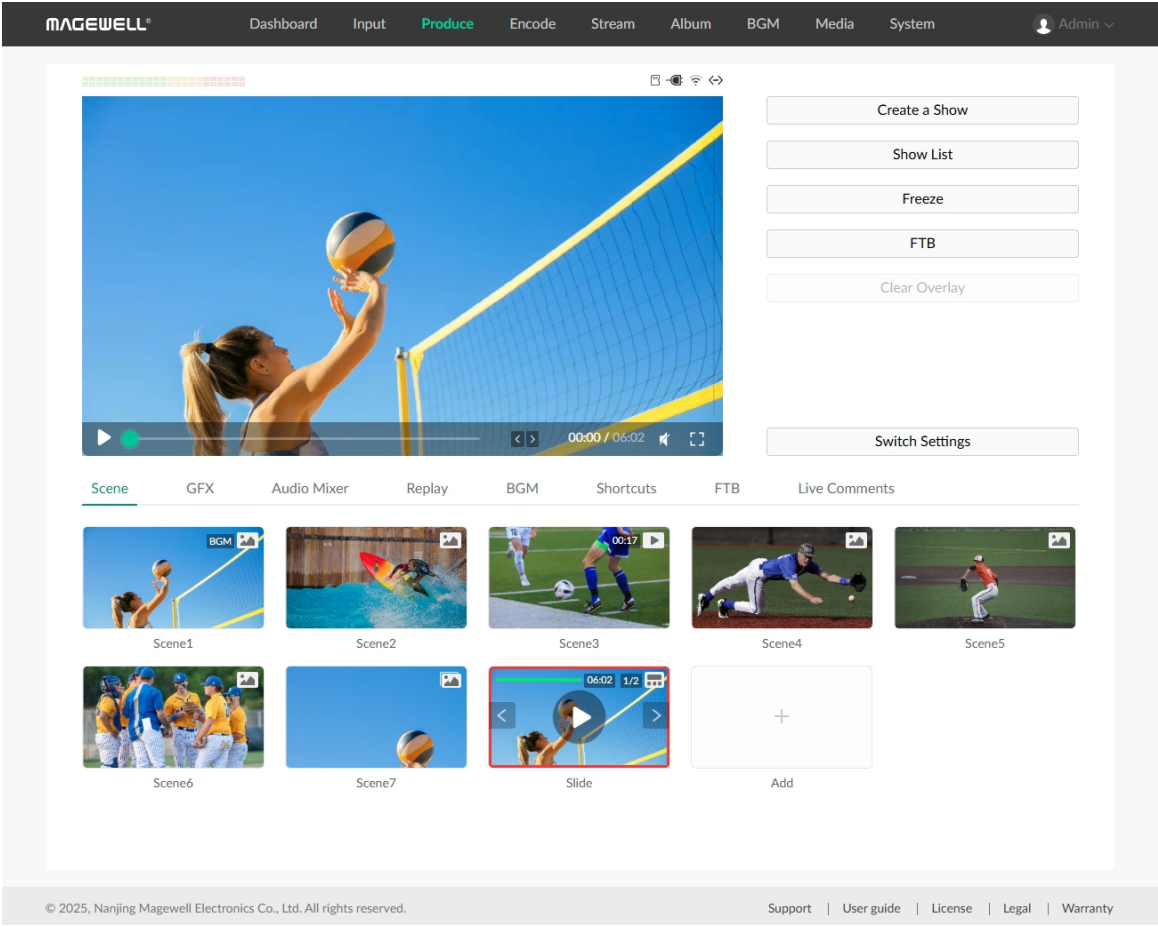 MAGEWELL®
Dashboard Input Produce Encode Stream Album BGM Media System Admin
Create a Show
Show List
Freeze
FTB
Clear Overlay
00:00 / 06:02
Switch Settings
Scene GFX Audio Mixer Replay BGM Shortcuts FTB Live Comments
BGM
00:17
Scene1 Scene2 Scene3 Scene4 Scene5
06:02 1/2
Scene6 Scene7 Slide Add
© 2025, Nanjing Magewell Electronics Co., Ltd. All rights reserved.
Support | User guide | License | Legal | Warranty